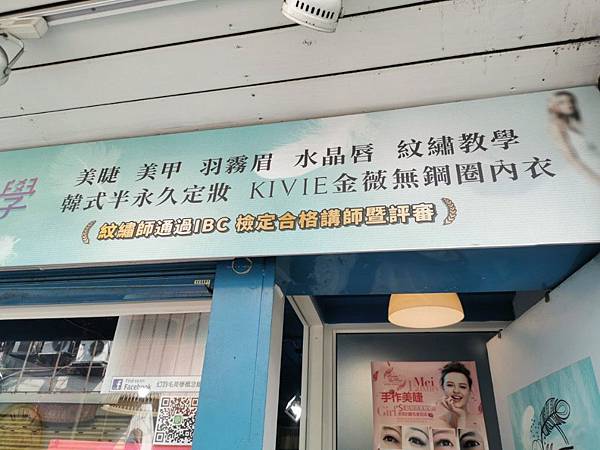 學
美睫 美甲 羽霧眉 水晶唇 紋繡教學
韓式半永久定妝 KIVIE金薇無鋼圈內衣
紋繡師通過IBC 檢定合格講師暨評審
Find us on
Facebook
Mei
手作美睫
Girl's